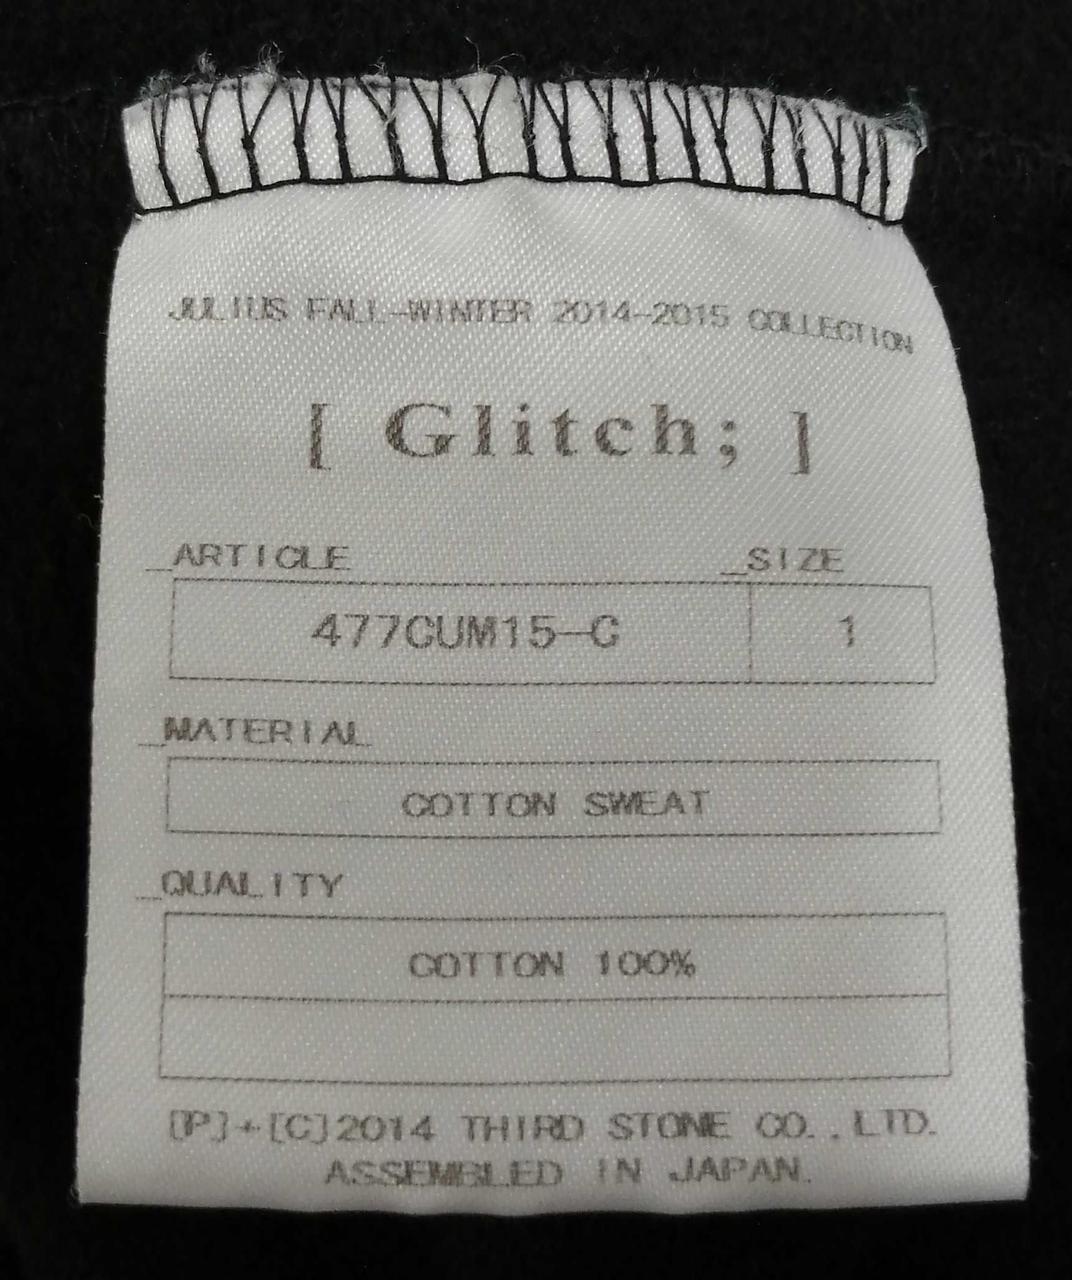 JULIUS FALL-WINTER 2014-2015 COLLECTION
[ Glitch; ]
_ARTICLE _SIZE
477CUM15-C 1
_MATERIAL
COTTON SWEAT
_QUALITY
COTTON 100%
[P]+[C]2014 THIRD STONE CO.,LTD.
ASSEMBLED IN JAPAN.